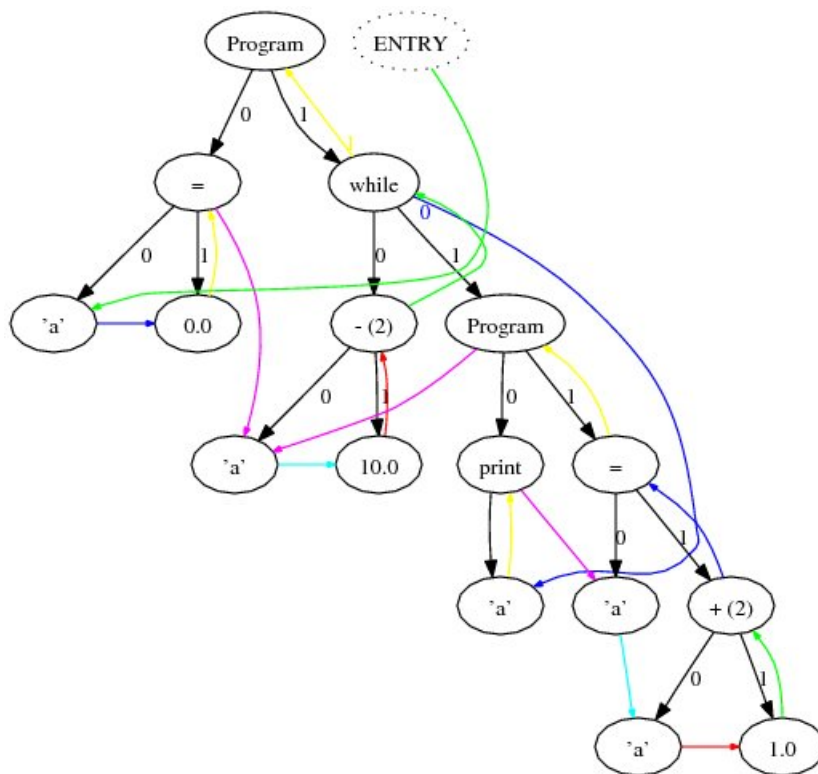 Program ENTRY
0 1
= while
0 1 0
0 1
'a' 0.0 - (2) Program
0 1 0 1
'a' 10.0 print =
0 1
'a' 'a' + (2)
0 1
'a' 1.0